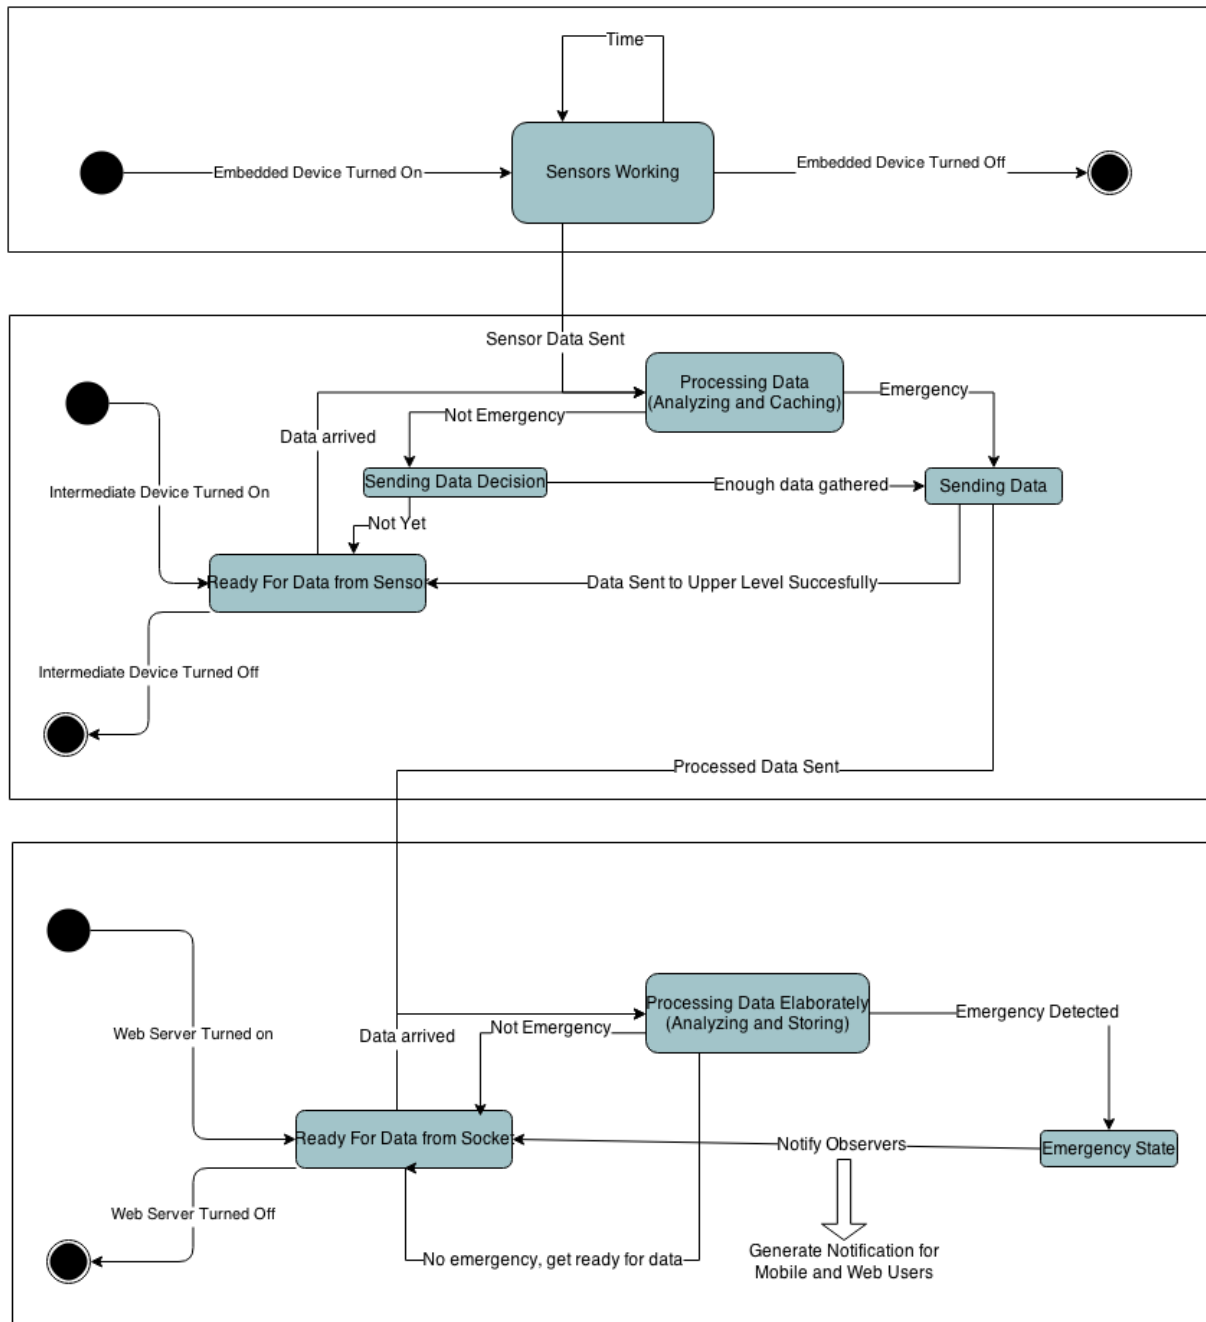 Time
Embedded Device Turned On
Sensors Working
Embedded Device Turned Off
Sensor Data Sent
Processing Data
(Analyzing and Caching)
Emergency
Not Emergency
Data arrived
Sending Data Decision
Enough data gathered
Sending Data
Intermediate Device Turned On
Not Yet
Ready For Data from Sensor
Data Sent to Upper Level Succesfully
Intermediate Device Turned Off
Processed Data Sent
Processing Data Elaborately
(Analyzing and Storing)
Emergency Detected
Web Server Turned on
Data arrived
Not Emergency
Ready For Data from Socket
Notify Observers
Emergency State
Web Server Turned Off
No emergency, get ready for data
Generate Notification for
Mobile and Web Users